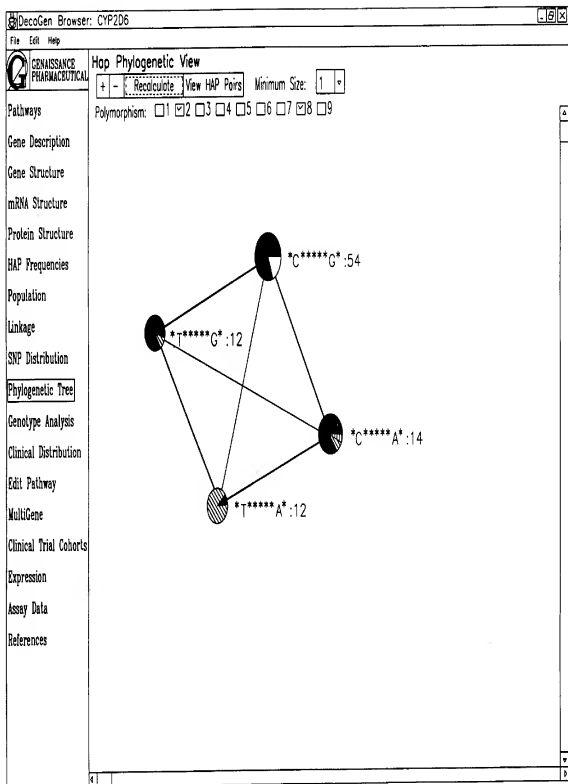 DecoGen Browser: CYP2D6
File Edit Help
GENAISSANCE
PHARMACEUTICAL
Hap Phylogenetic View
+ - Recalculate View HAP Pairs Minimum Size: 1
Polymorphism: 1 2 3 4 5 6 7 8 9
Pathways
Gene Description
Gene Structure
mRNA Structure
Protein Structure
HAP Frequencies
Population
Linkage
SNP Distribution
Phylogenetic Tree
Genotype Analysis
Clinical Distribution
Edit Pathway
MultiGene
Clinical Trial Cohorts
Expression
Assay Data
References
*C*****G*:54
*T*****G*:12
*C*****A*:14
*T*****A*:12